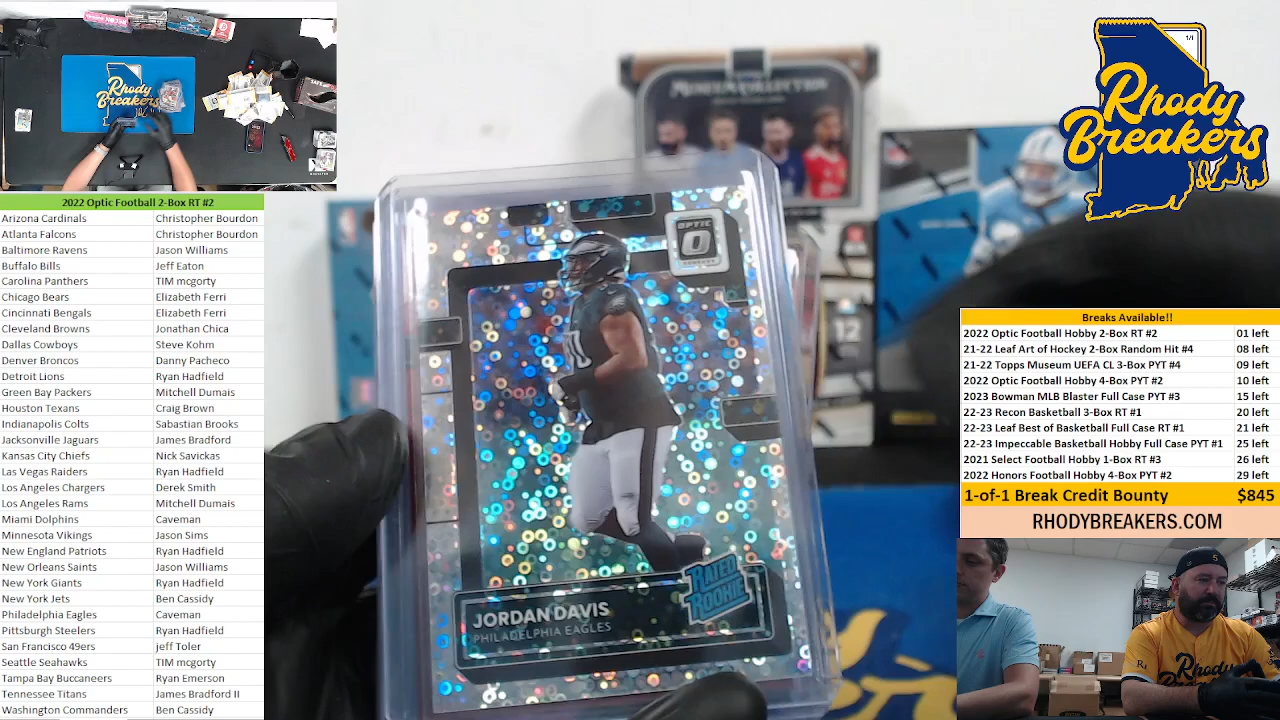 Rhody
Breakers
2022 Optic Football 2-Box RT #2
Arizona Cardinals Christopher Bourdon
Atlanta Falcons Christopher Bourdon
Baltimore Ravens Jason Williams
Buffalo Bills Jeff Eaton
Carolina Panthers TIM mcgorty
Chicago Bears Elizabeth Ferri
Cincinnati Bengals Elizabeth Ferri
Cleveland Browns Jonathan Chica
Dallas Cowboys Steve Kohm
Denver Broncos Danny Pacheco
Detroit Lions Ryan Hadfield
Green Bay Packers Mitchell Dumais
Houston Texans Craig Brown
Indianapolis Colts Sabastian Brooks
Jacksonville Jaguars James Bradford
Kansas City Chiefs Nick Savickas
Las Vegas Raiders Ryan Hadfield
Los Angeles Chargers Derek Smith
Los Angeles Rams Mitchell Dumais
Miami Dolphins Caveman
Minnesota Vikings Jason Sims
New England Patriots Ryan Hadfield
New Orleans Saints Jason Williams
New York Giants Ryan Hadfield
New York Jets Ben Cassidy
Philadelphia Eagles Caveman
Pittsburgh Steelers Ryan Hadfield
San Francisco 49ers jeff Toler
Seattle Seahawks TIM mcgorty
Tampa Bay Buccaneers Ryan Emerson
Tennessee Titans James Bradford II
Washington Commanders Ben Cassidy
MUSEUM COLLECTION
OPTIC
O
12
RATED
ROOKIE
JORDAN DAVIS
PHILADELPHIA EAGLES
1/1
Rhody
Breakers
Breaks Available!!
2022 Optic Football Hobby 2-Box RT #2 01 left
21-22 Leaf Art of Hockey 2-Box Random Hit #4 08 left
21-22 Topps Museum UEFA CL 3-Box PYT #4 09 left
2022 Optic Football Hobby 4-Box PYT #2 10 left
2023 Bowman MLB Blaster Full Case PYT #3 15 left
22-23 Recon Basketball 3-Box RT #1 20 left
22-23 Leaf Best of Basketball Full Case RT #1 21 left
22-23 Impeccable Basketball Hobby Full Case PYT #1 25 left
2021 Select Football Hobby 1-Box RT #3 26 left
2022 Honors Football Hobby 4-Box PYT #2 29 left
1-of-1 Break Credit Bounty $845
RHODYBREAKERS.COM
Rhody